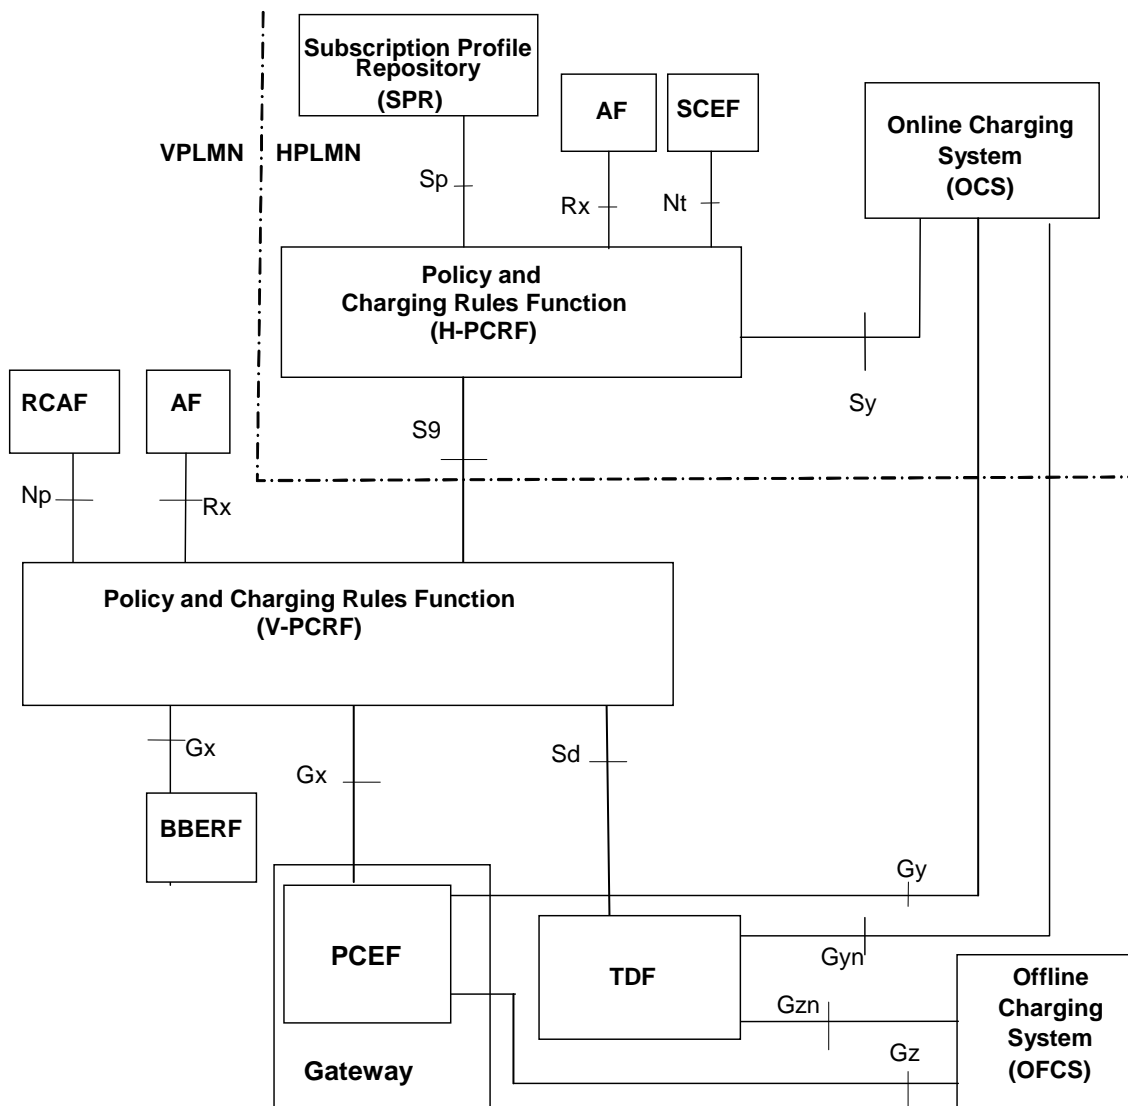 Subscription Profile
Repository
(SPR)
AF
SCEF
Online Charging
System
(OCS)
VPLMN
HPLMN
Sp
Rx
Nt
Policy and
Charging Rules Function
(H-PCRF)
Sy
RCAF
AF
S9
Np
Rx
Policy and Charging Rules Function
(V-PCRF)
Gx
Gx
Sd
BBERF
Gy
PCEF
TDF
Gyn
Offline
Charging
System
(OFCS)
Gzn
Gz
Gateway